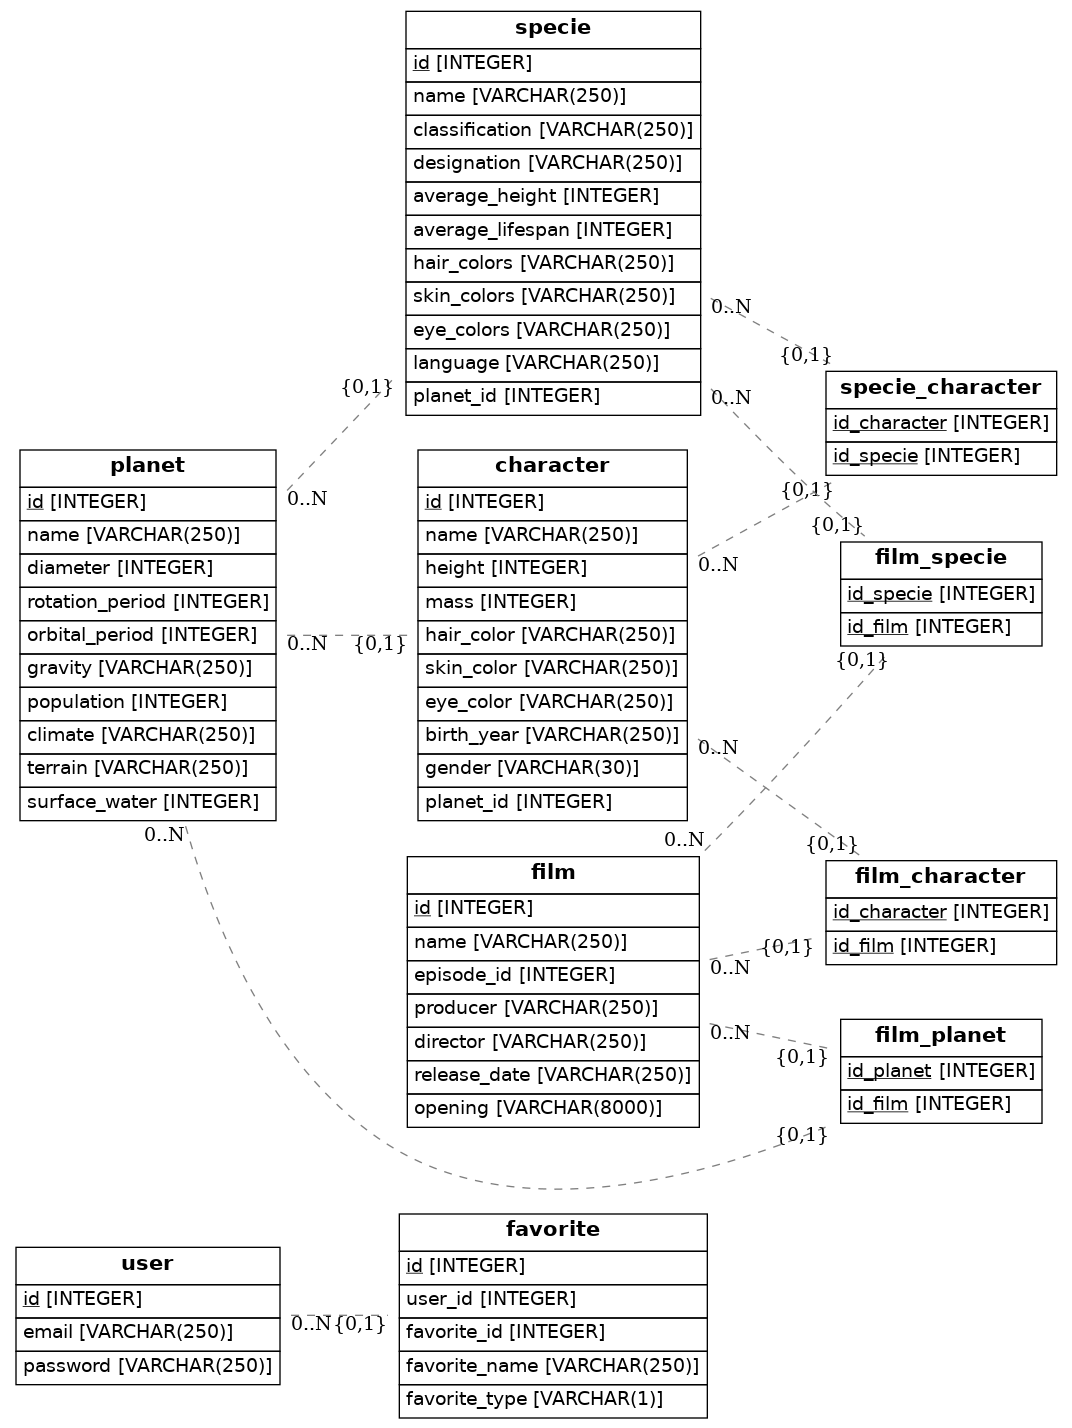 specie
id [INTEGER]
name [VARCHAR(250)]
classification [VARCHAR(250)]
designation [VARCHAR(250)]
average_height [INTEGER]
average_lifespan [INTEGER]
hair_colors [VARCHAR(250)]
skin_colors [VARCHAR(250)]
eye_colors [VARCHAR(250)]
language [VARCHAR(250)]
planet_id [INTEGER]
0..N
{0,1}
{0,1}
0..N
0..N
{0,1}
specie_character
id_character [INTEGER]
id_specie [INTEGER]
{0,1}
0..N
planet
id [INTEGER]
name [VARCHAR(250)]
diameter [INTEGER]
rotation_period [INTEGER]
orbital_period [INTEGER]
gravity [VARCHAR(250)]
population [INTEGER]
climate [VARCHAR(250)]
terrain [VARCHAR(250)]
surface_water [INTEGER]
0..N
{0,1}
0..N
character
id [INTEGER]
name [VARCHAR(250)]
height [INTEGER]
mass [INTEGER]
hair_color [VARCHAR(250)]
skin_color [VARCHAR(250)]
eye_color [VARCHAR(250)]
birth_year [VARCHAR(250)]
gender [VARCHAR(30)]
planet_id [INTEGER]
{0,1}
film_specie
id_specie [INTEGER]
id_film [INTEGER]
{0,1}
0..N
0..N
{0,1}
film
id [INTEGER]
name [VARCHAR(250)]
episode_id [INTEGER]
producer [VARCHAR(250)]
director [VARCHAR(250)]
release_date [VARCHAR(250)]
opening [VARCHAR(8000)]
film_character
id_character [INTEGER]
id_film [INTEGER]
{0,1}
0..N
0..N
{0,1}
film_planet
id_planet [INTEGER]
id_film [INTEGER]
{0,1}
user
id [INTEGER]
email [VARCHAR(250)]
password [VARCHAR(250)]
0..N
{0,1}
favorite
id [INTEGER]
user_id [INTEGER]
favorite_id [INTEGER]
favorite_name [VARCHAR(250)]
favorite_type [VARCHAR(1)]